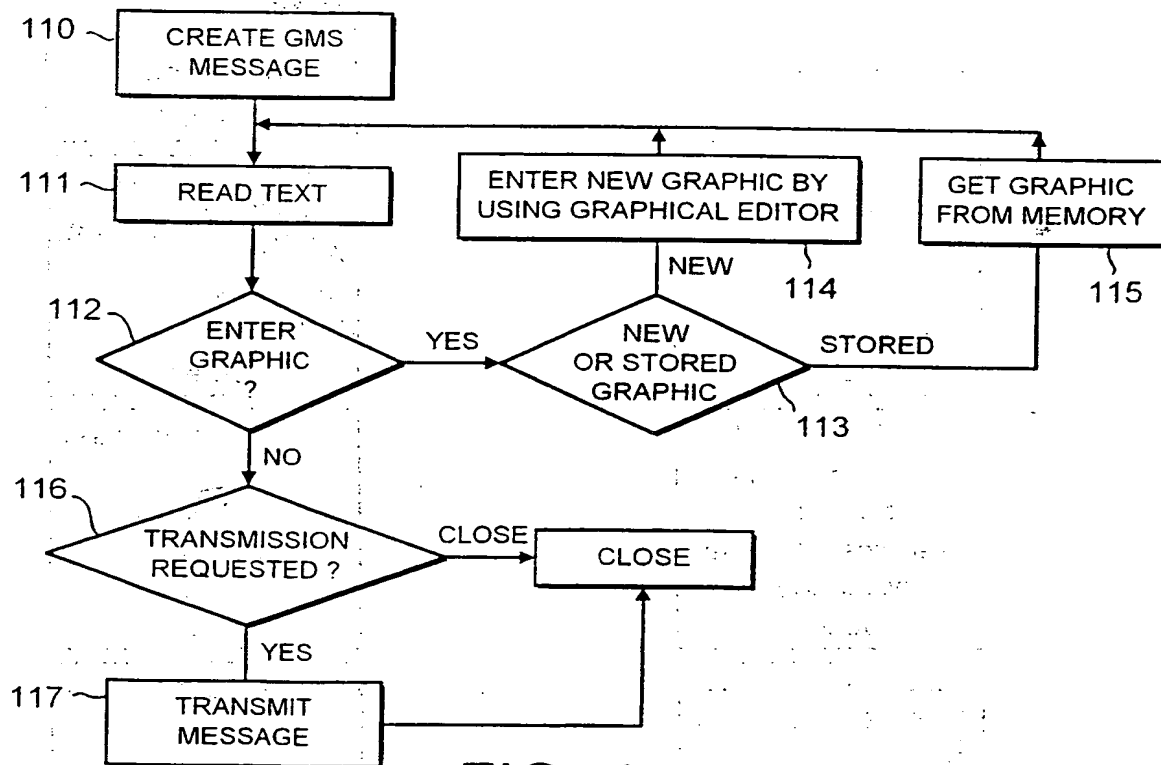 110
CREATE GMS
MESSAGE
111
READ TEXT
ENTER NEW GRAPHIC BY
USING GRAPHICAL EDITOR
GET GRAPHIC
FROM MEMORY
NEW
114
115
112
ENTER
GRAPHIC
?
YES
NEW
OR STORED
GRAPHIC
STORED
113
NO
116
TRANSMISSION
REQUESTED ?
CLOSE
CLOSE
YES
117
TRANSMIT
MESSAGE